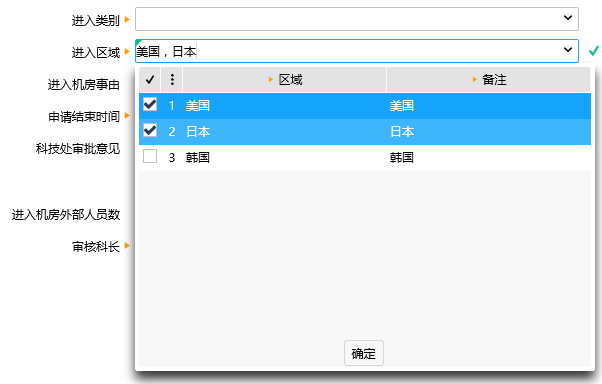 进入类别
进入区域 美国，日本
区域 备注
进入机房事由
1 美国 美国
申请结束时间
2 日本 日本
科技处审批意见
3 韩国 韩国
进入机房外部人员数
审核科长
确定